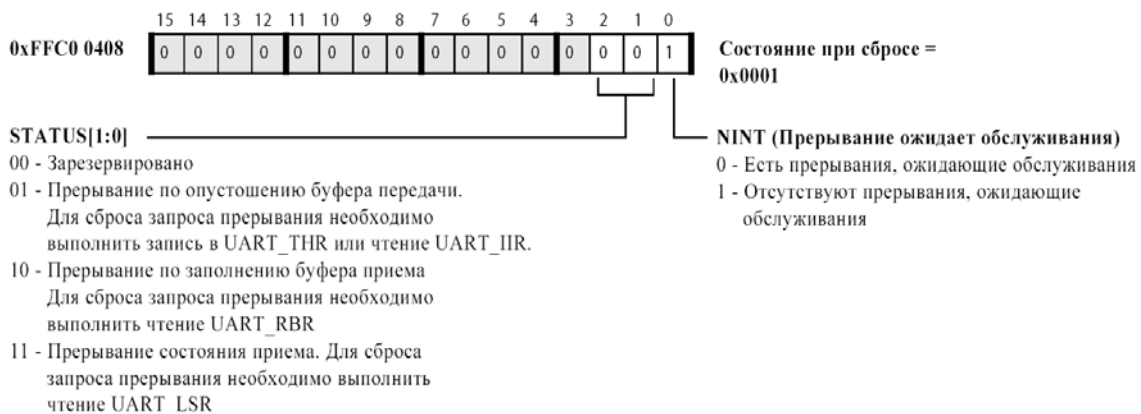 15 14 13 12 11 10 9 8 7 6 5 4 3 2 1 0
0xFFC0 0408
0 0 0 0 0 0 0 0 0 0 0 0 0 0 0 1
Состояние при сбросе =
0x0001
STATUS[1:0]
00 - Зарезервировано
01 - Прерывание по опустошению буфера передачи.
Для сброса запроса прерывания необходимо
выполнить запись в UART_THR или чтение UART_IIR.
10 - Прерывание по заполнению буфера приема
Для сброса запроса прерывания необходимо
выполнить чтение UART_RBR
11 - Прерывание состояния приема. Для сброса
запроса прерывания необходимо выполнить
чтение UART_LSR
NINT (Прерывание ожидает обслуживания)
0 - Есть прерывания, ожидающие обслуживания
1 - Отсутствуют прерывания, ожидающие
обслуживания